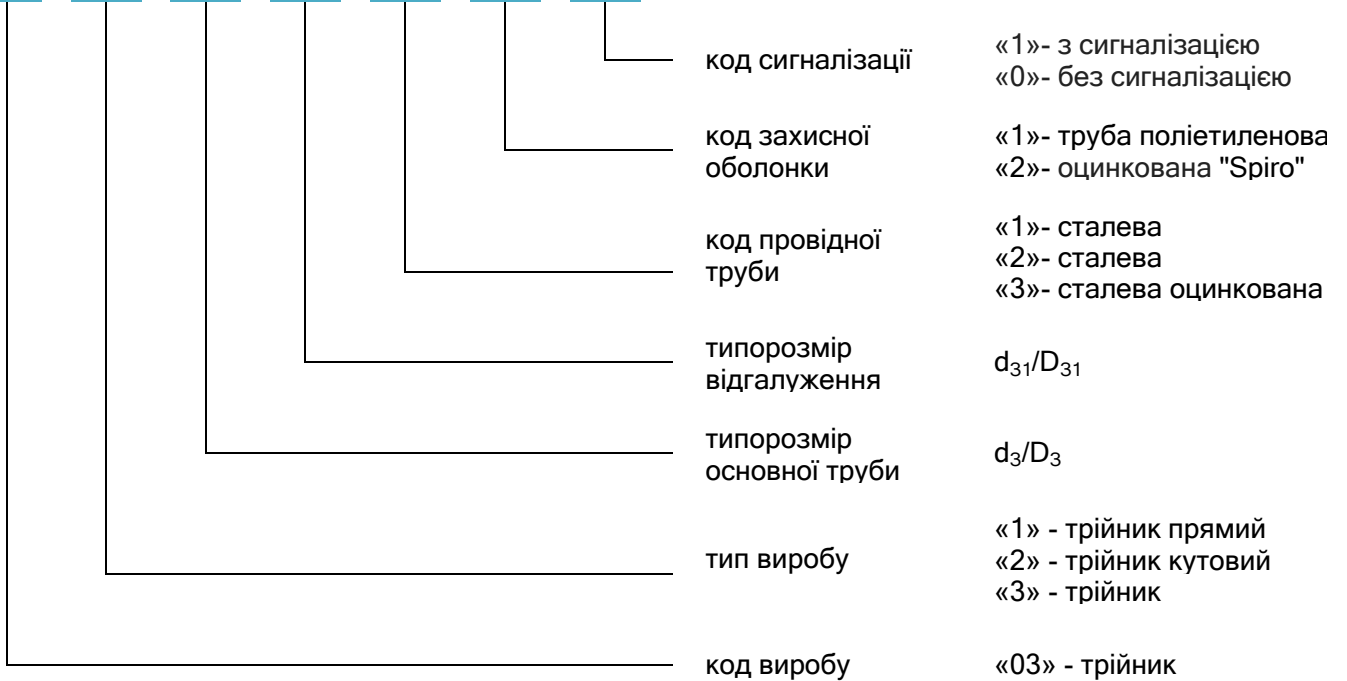 код сигналізації
«1»- з сигналізацією
«0»- без сигналізацією
код захисної
оболонки
«1»- труба поліетиленова
«2»- оцинкована "Spiro"
код провідної
труби
«1»- сталева
«2»- сталева
«3»- сталева оцинкована
типорозмір
відгалуження
d31/D31
типорозмір
основної труби
d3/D3
тип виробу
«1» - трійник прямий
«2» - трійник кутовий
«3» - трійник
код виробу
«03» - трійник